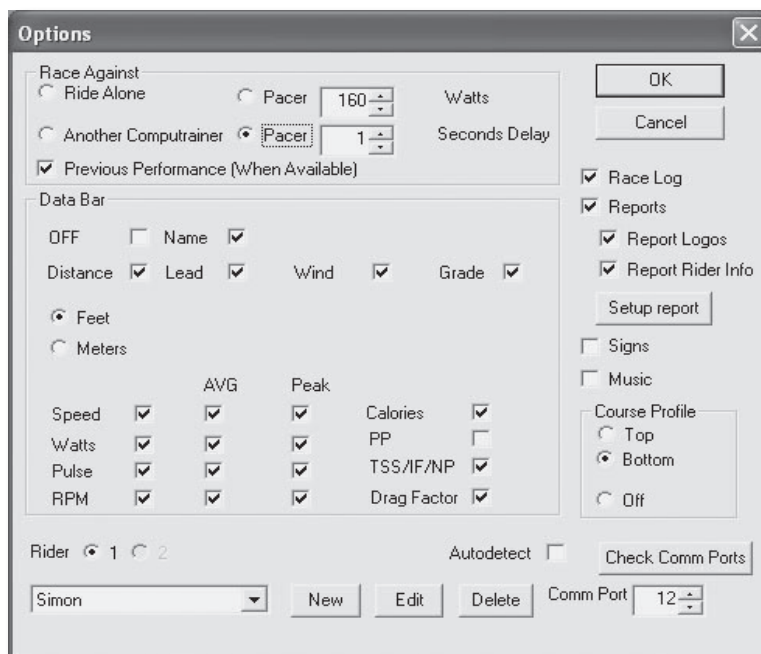 Options
Race Against
Ride Alone Pacer 160 Watts
Another Computrainer Pacer 1 Seconds Delay
Previous Performance (When Available)
OK
Cancel
Race Log
Reports
Report Logos
Report Rider Info
Setup report
Signs
Music
Data Bar
OFF Name
Distance Lead Wind Grade
Feet
Meters
AVG Peak
Speed Calories
Watts PP
Pulse TSS/IF/NP
RPM Drag Factor
Course Profile
Top
Bottom
Off
Rider 1 2 Autodetect Check Comm Ports
Simon New Edit Delete Comm Port 12